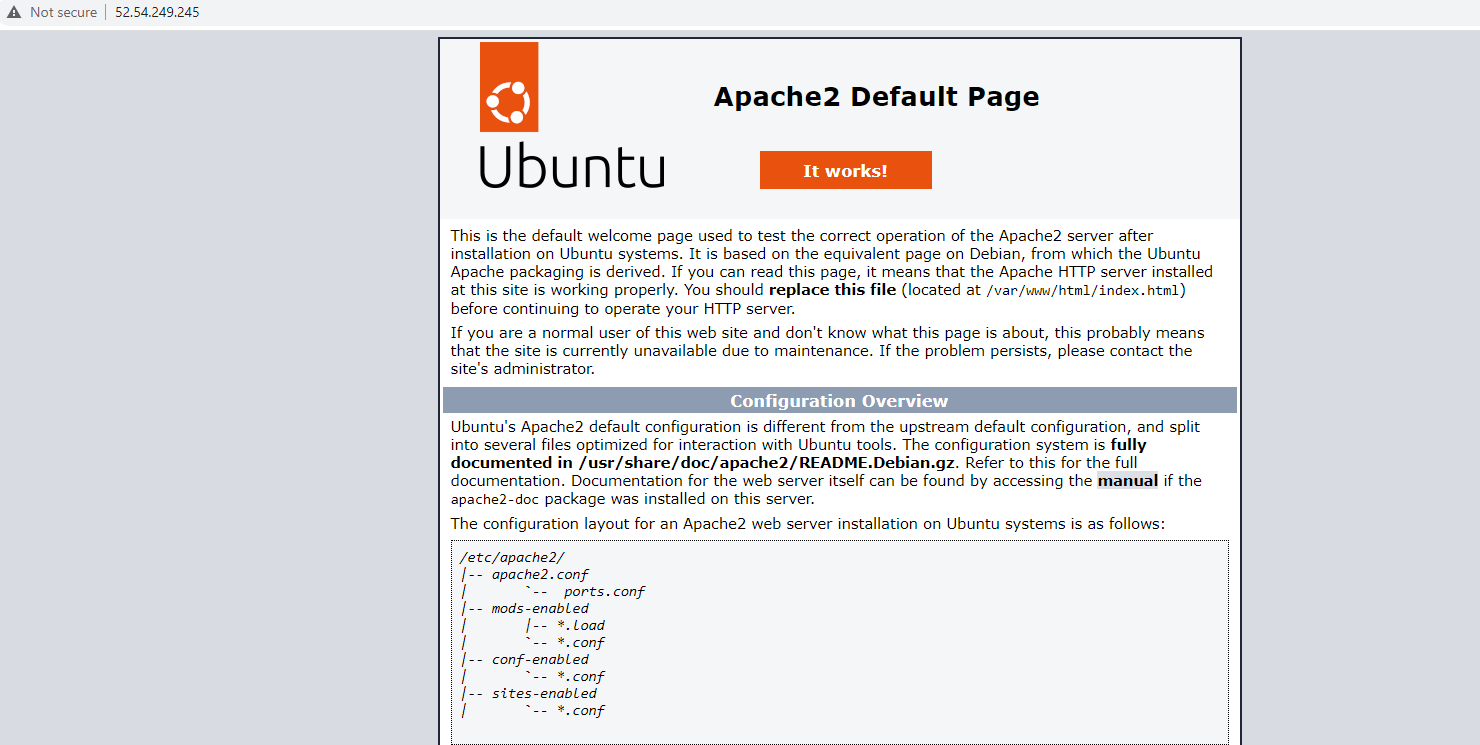 Not secure 52.54.249.245
Apache2 Default Page
Ubuntu
It works!
This is the default welcome page used to test the correct operation of the Apache2 server after
installation on Ubuntu systems. It is based on the equivalent page on Debian, from which the Ubuntu
Apache packaging is derived. If you can read this page, it means that the Apache HTTP server installed
at this site is working properly. You should replace this file (located at /var/www/html/index.html)
before continuing to operate your HTTP server.
If you are a normal user of this web site and don't know what this page is about, this probably means
that the site is currently unavailable due to maintenance. If the problem persists, please contact the
site's administrator.
Configuration Overview
Ubuntu's Apache2 default configuration is different from the upstream default configuration, and split
into several files optimized for interaction with Ubuntu tools. The configuration system is fully
documented in /usr/share/doc/apache2/README.Debian.gz. Refer to this for the full
documentation. Documentation for the web server itself can be found by accessing the manual if the
apache2-doc package was installed on this server.
The configuration layout for an Apache2 web server installation on Ubuntu systems is as follows:
/etc/apache2/
|-- apache2.conf
|       `--  ports.conf
|-- mods-enabled
|       |-- *.load
|       `-- *.conf
|-- conf-enabled
|       `-- *.conf
|-- sites-enabled
|       `-- *.conf